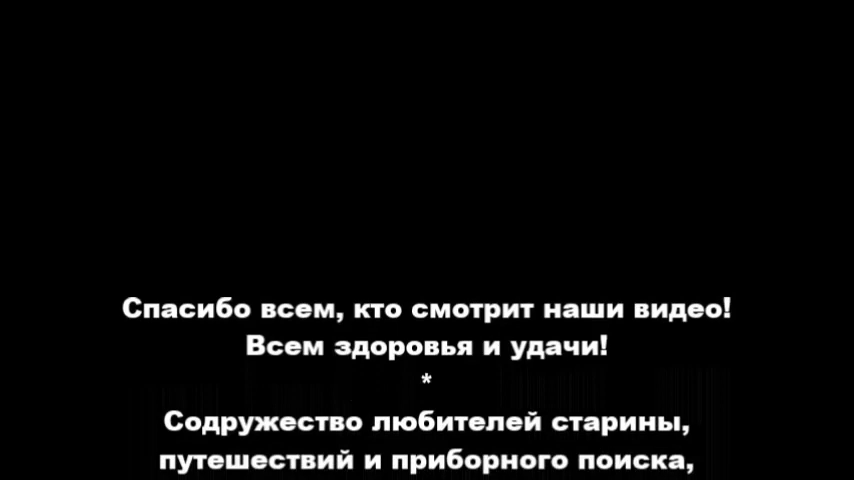 Спасибо всем, кто смотрит наши видео!
Всем здоровья и удачи!
*
Содружество любителей старины,
путешествий и приборного поиска,